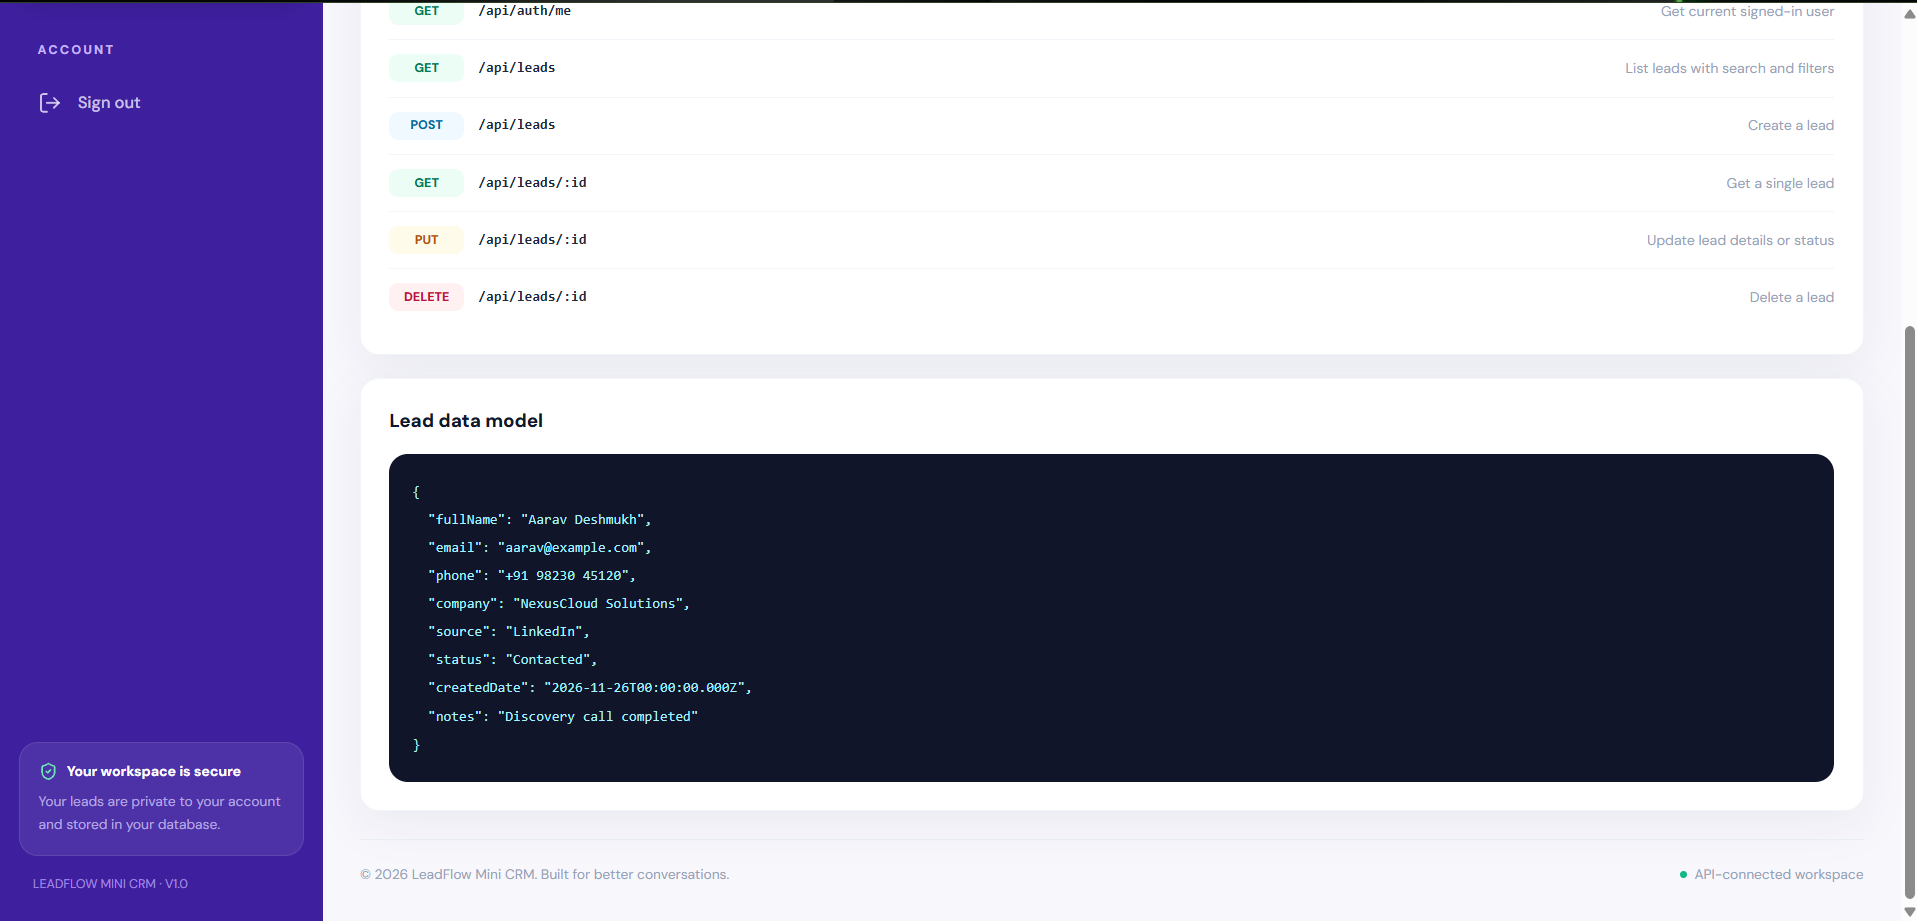 ACCOUNT
Sign out
Your workspace is secure
Your leads are private to your account
and stored in your database.
LEADFLOW MINI CRM · V1.0
GET /api/auth/me Get current signed-in user
GET /api/leads List leads with search and filters
POST /api/leads Create a lead
GET /api/leads/:id Get a single lead
PUT /api/leads/:id Update lead details or status
DELETE /api/leads/:id Delete a lead
Lead data model
{
"fullName": "Aarav Deshmukh",
"email": "aarav@example.com",
"phone": "+91 98230 45120",
"company": "NexusCloud Solutions",
"source": "LinkedIn",
"status": "Contacted",
"createdDate": "2026-11-26T00:00:00.000Z",
"notes": "Discovery call completed"
}
© 2026 LeadFlow Mini CRM. Built for better conversations.
API-connected workspace